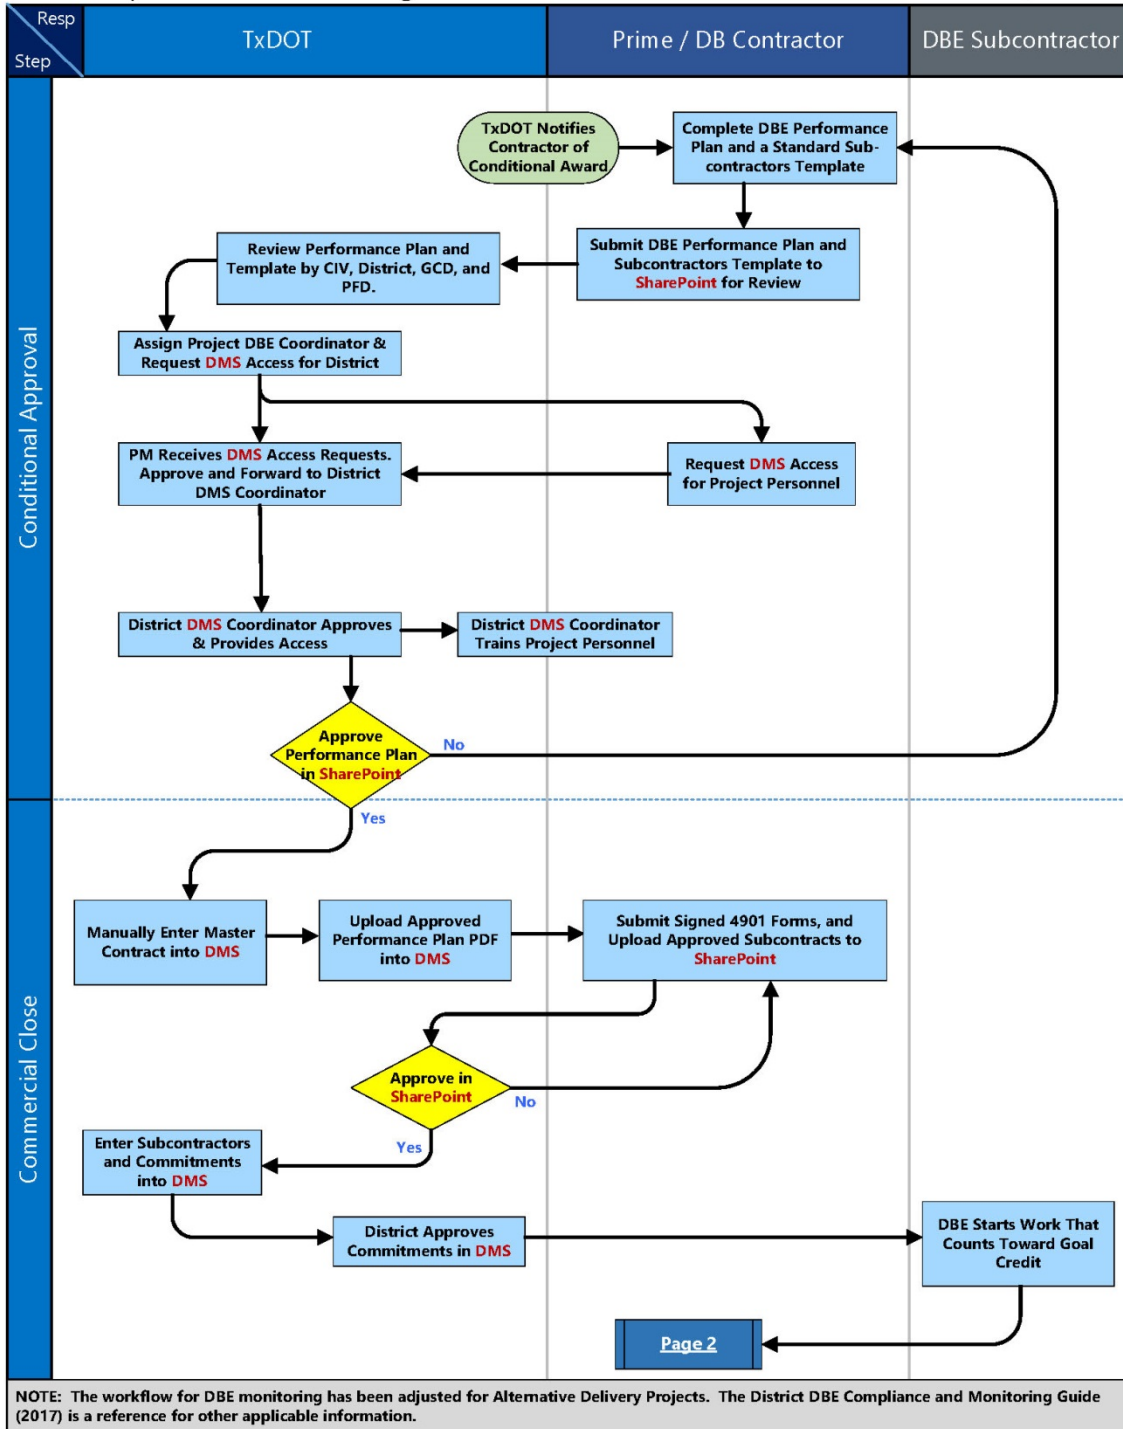 Resp
Step
TxDOT
Prime / DB Contractor
DBE Subcontractor
Conditional Approval
TxDOT Notifies
Contractor of
Conditional Award
Complete DBE Performance
Plan and a Standard Sub-
contractors Template
Submit DBE Performance Plan and
Subcontractors Template to
SharePoint for Review
Review Performance Plan and
Template by CIV, District, GCD, and
PFD.
Assign Project DBE Coordinator &
Request DMS Access for District
PM Receives DMS Access Requests.
Approve and Forward to District
DMS Coordinator
Request DMS Access
for Project Personnel
District DMS Coordinator Approves
& Provides Access
District DMS Coordinator
Trains Project Personnel
Approve
Performance Plan
in SharePoint
No
Yes
Commercial Close
Manually Enter Master
Contract into DMS
Upload Approved
Performance Plan PDF
into DMS
Submit Signed 4901 Forms, and
Upload Approved Subcontracts to
SharePoint
Approve in
SharePoint
No
Yes
Enter Subcontractors
and Commitments
into DMS
District Approves
Commitments in DMS
DBE Starts Work That
Counts Toward Goal
Credit
Page 2
NOTE: The workflow for DBE monitoring has been adjusted for Alternative Delivery Projects. The District DBE Compliance and Monitoring Guide
(2017) is a reference for other applicable information.